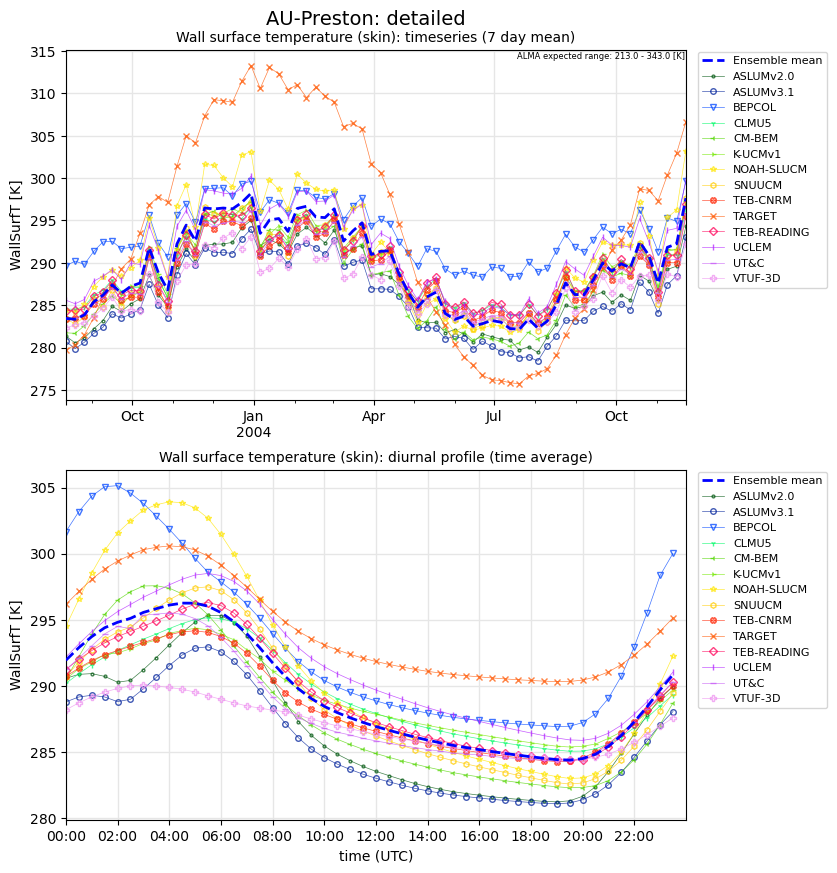 AU-Preston: detailed
Wall surface temperature (skin): timeseries (7 day mean)
ALMA expected range: 213.0 - 343.0 [K]
315
310
305
300
295
290
285
280
275
WallSurfT [K]
Oct
Jan
2004
Apr
Jul
Oct
Ensemble mean
ASLUMv2.0
ASLUMv3.1
BEPCOL
CLMU5
CM-BEM
K-UCMv1
NOAH-SLUCM
SNUUCM
TEB-CNRM
TARGET
TEB-READING
UCLEM
UT&C
VTUF-3D
Wall surface temperature (skin): diurnal profile (time average)
305
300
295
290
285
280
WallSurfT [K]
00:00
02:00
04:00
06:00
08:00
10:00
12:00
14:00
16:00
18:00
20:00
22:00
time (UTC)
Ensemble mean
ASLUMv2.0
ASLUMv3.1
BEPCOL
CLMU5
CM-BEM
K-UCMv1
NOAH-SLUCM
SNUUCM
TEB-CNRM
TARGET
TEB-READING
UCLEM
UT&C
VTUF-3D